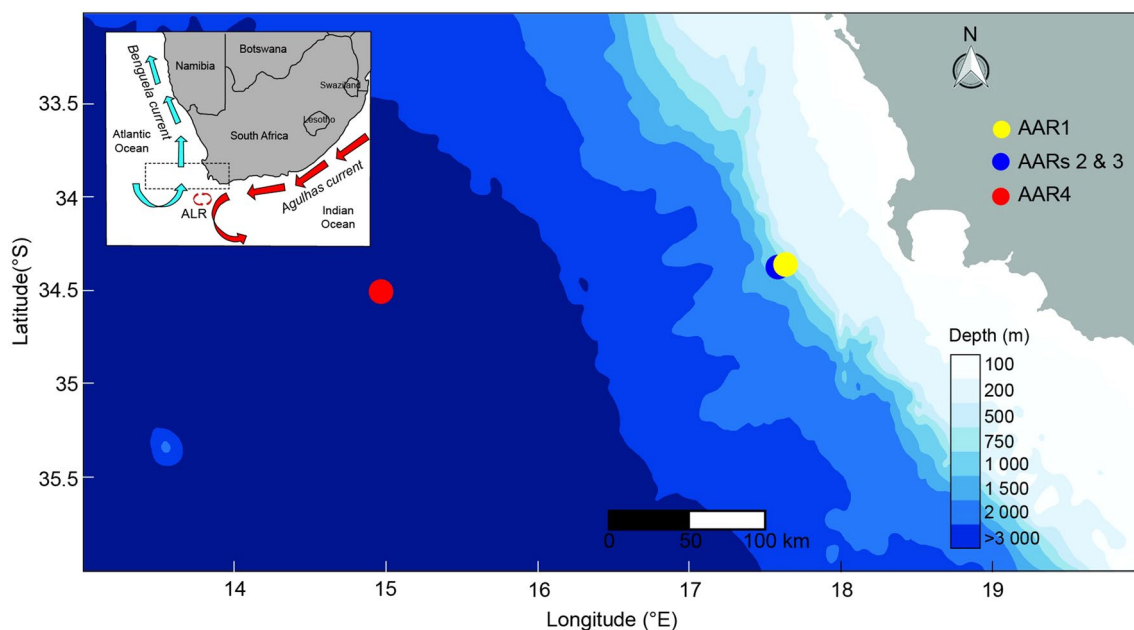 Botswana
Namibia
Swaziland
Lesotho
South Africa
Benguela current
Atlantic
Ocean
ALR
Agulhas current
Indian
Ocean
N
AAR1
AARs 2 & 3
AAR4
33.5
34
34.5
35
35.5
Latitude(°S)
Depth (m)
100
200
500
750
1 000
1 500
2 000
>3 000
0 50 100 km
14 15 16 17 18 19
Longitude (°E)